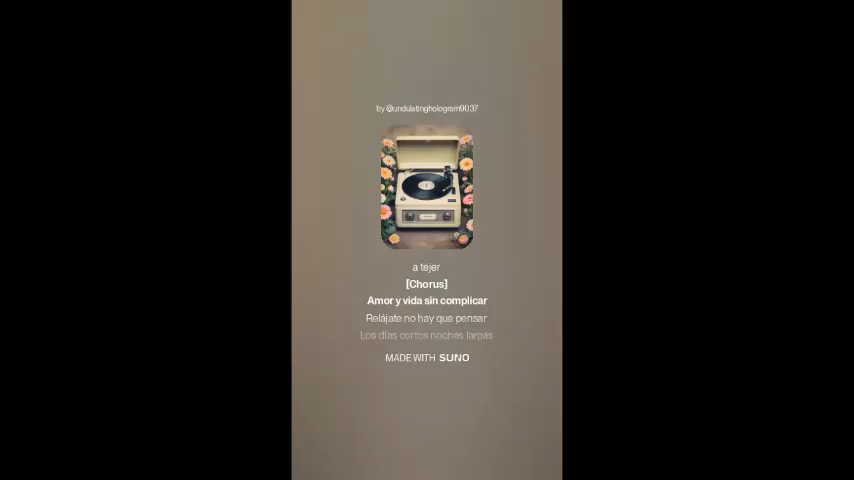 by @undulatinghologram9037
a tejer
[Chorus]
Amor y vida sin complicar
Relájate no hay que pensar
Los días cortos noches largas
MADE WITH SUNO